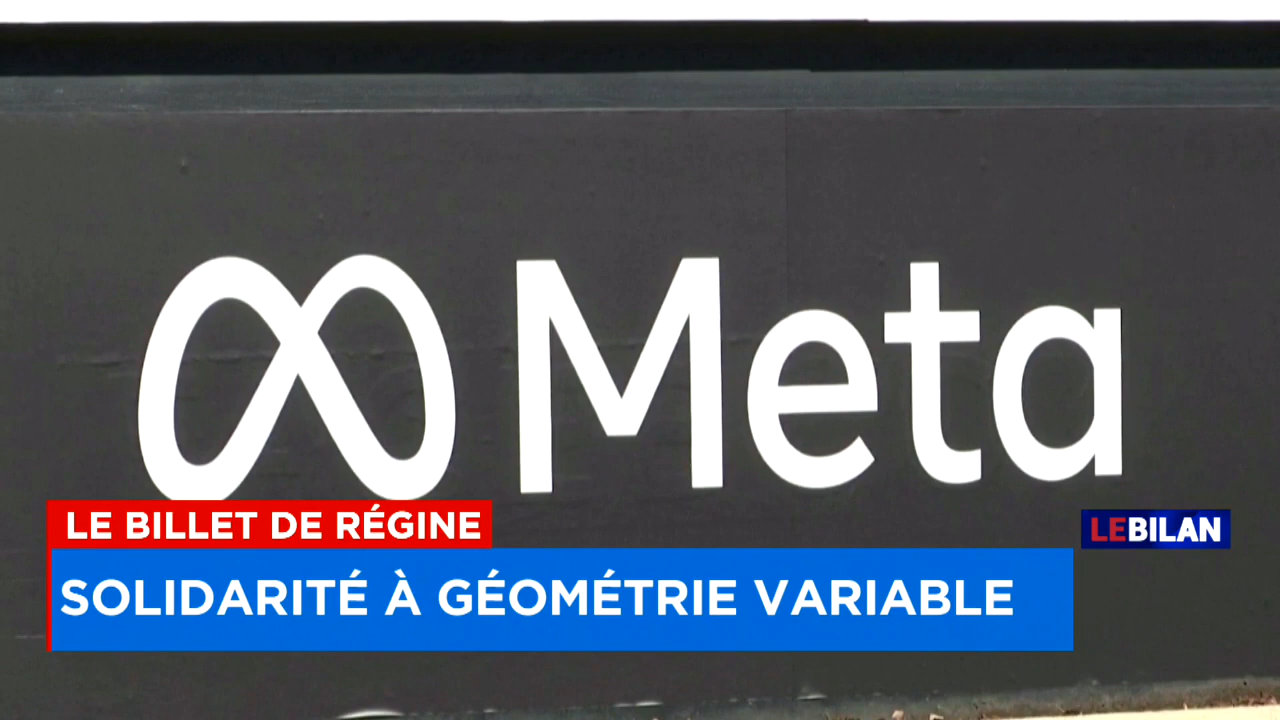 Meta
LE BILLET DE RÉGINE
LEBILAN
SOLIDARITÉ À GÉOMÉTRIE VARIABLE